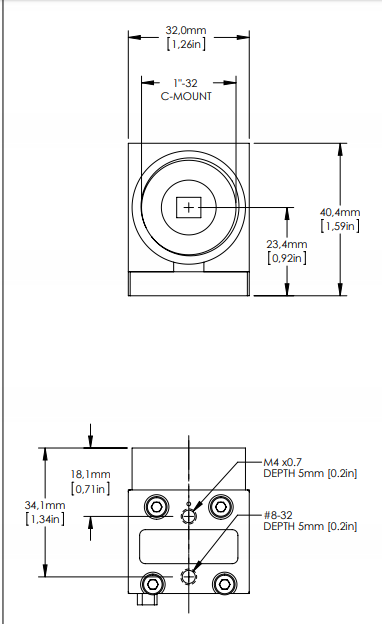 32,0mm
[1,26in]
1"-32
C-MOUNT
40,4mm
[1,59in]
23,4mm
[0,92in]
18,1mm
[0,71in]
34,1mm
[1,34in]
M4 x0.7
DEPTH 5mm [0.2in]
#8-32
DEPTH 5mm [0.2in]